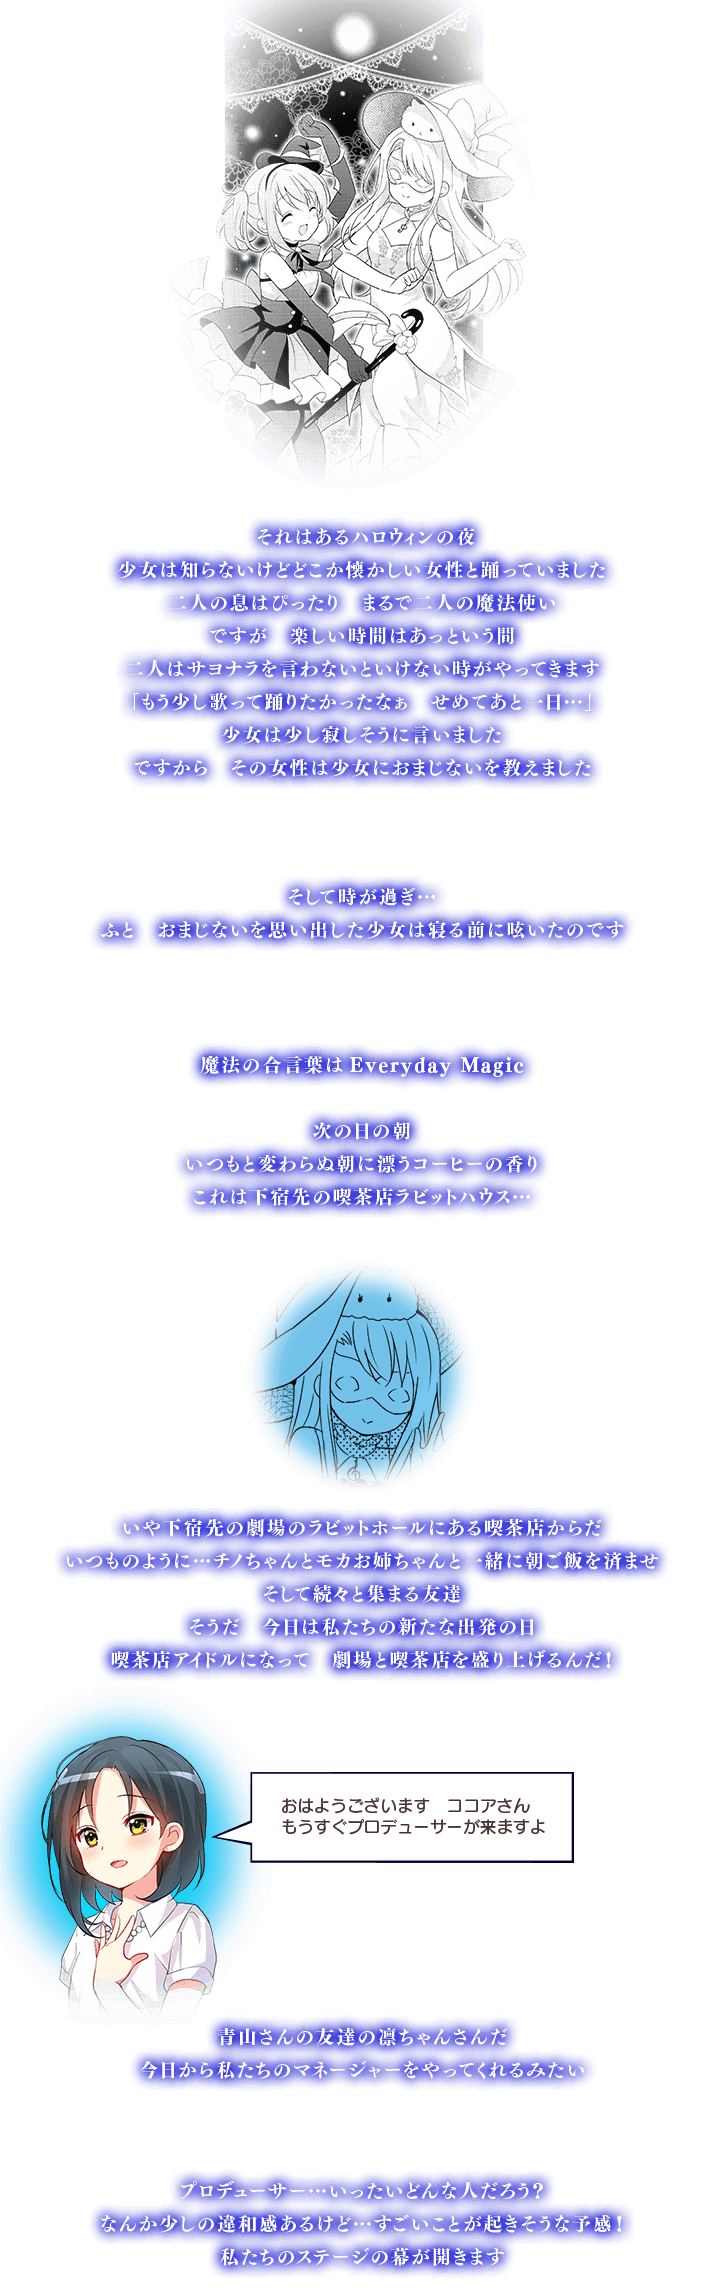 それはあるハロウィンの夜
少女は知らないけどどこか懐かしい女性と踊っていました
二人の息はぴったり　まるで二人の魔法使い
ですが　楽しい時間はあっという間
二人はサヨナラを言わないといけない時がやってきます
「もう少し歌って踊りたかったなぁ　せめてあと一日…」
少女は少し寂しそうに言いました
ですから　その女性は少女におまじないを教えました
そして時が過ぎ…
ふと　おまじないを思い出した少女は寝る前に呟いたのです
魔法の合言葉は Everyday Magic
次の日の朝
いつもと変わらぬ朝に漂うコーヒーの香り
これは下宿先の喫茶店ラビットハウス…
いや下宿先の劇場のラビットホールにある喫茶店からだ
いつものように…チノちゃんとモカお姉ちゃんと一緒に朝ご飯を済ませ
そして続々と集まる友達
そうだ　今日は私たちの新たな出発の日
喫茶店アイドルになって　劇場と喫茶店を盛り上げるんだ！
おはようございます　ココアさん
もうすぐプロデューサーが来ますよ
青山さんの友達の凛ちゃんさんだ
今日から私たちのマネージャーをやってくれるみたい
プロデューサー…いったいどんな人だろう？
なんか少しの違和感あるけど…すごいことが起きそうな予感！
私たちのステージの幕が開きます